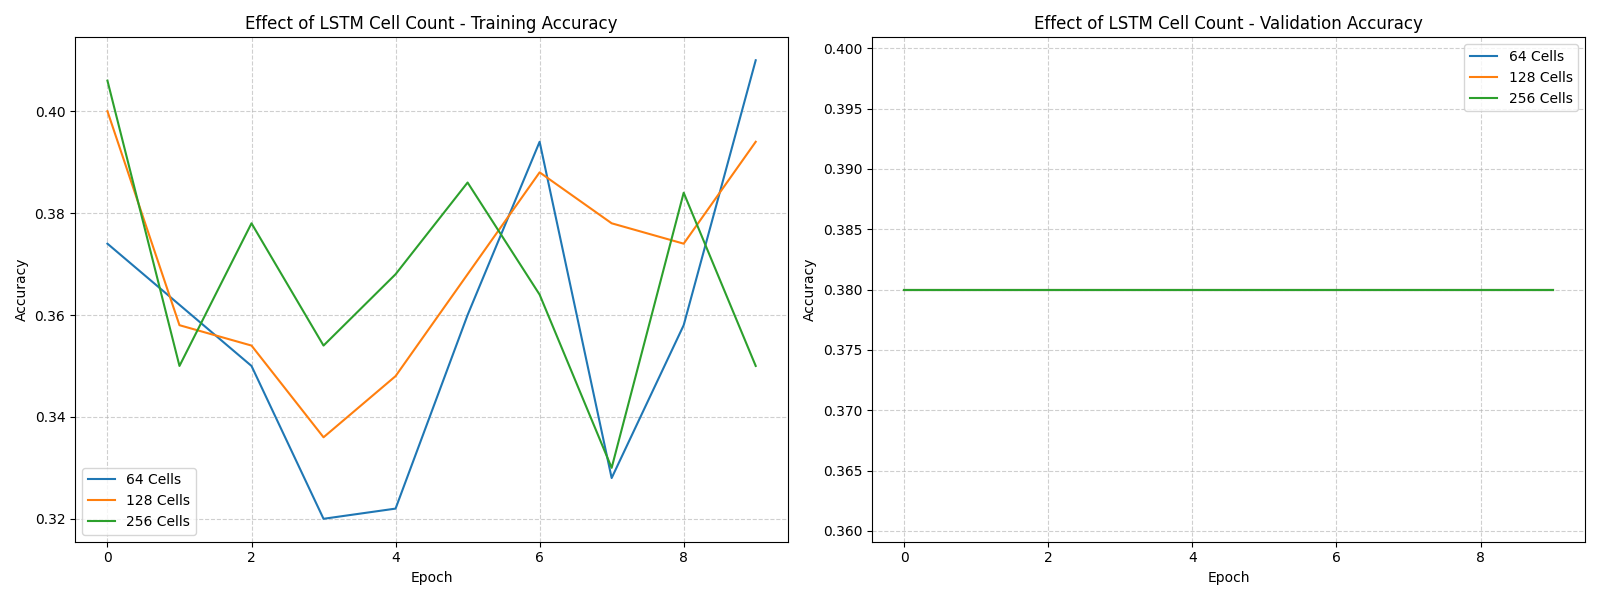 Effect of LSTM Cell Count - Training Accuracy
Accuracy
0.40
0.38
0.36
0.34
0.32
64 Cells
128 Cells
256 Cells
0 2 4 6 8
Epoch
Effect of LSTM Cell Count - Validation Accuracy
Accuracy
0.400
0.395
0.390
0.385
0.380
0.375
0.370
0.365
0.360
64 Cells
128 Cells
256 Cells
0 2 4 6 8
Epoch